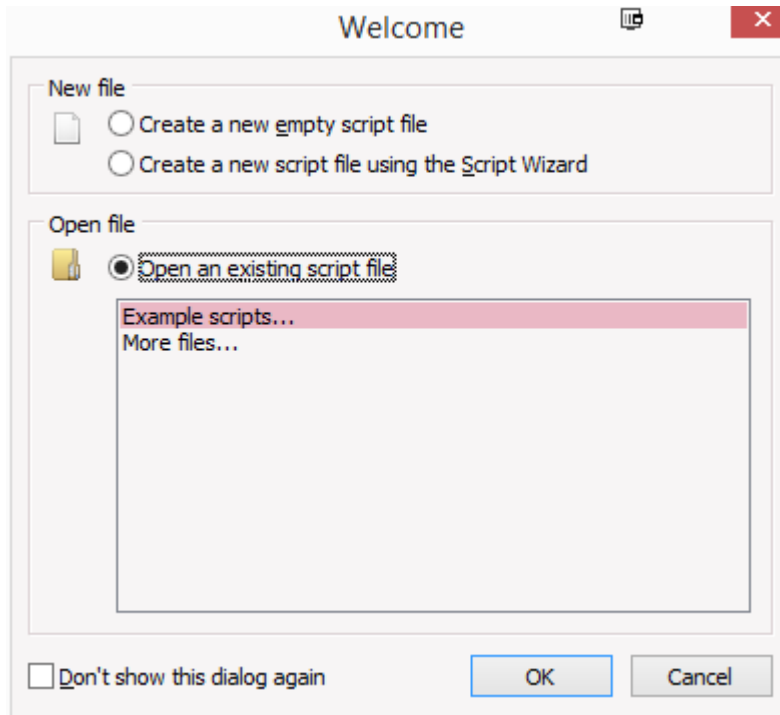 Welcome
New file
Create a new empty script file
Create a new script file using the Script Wizard
Open file
Open an existing script file
Example scripts...
More files...
Don't show this dialog again
OK
Cancel